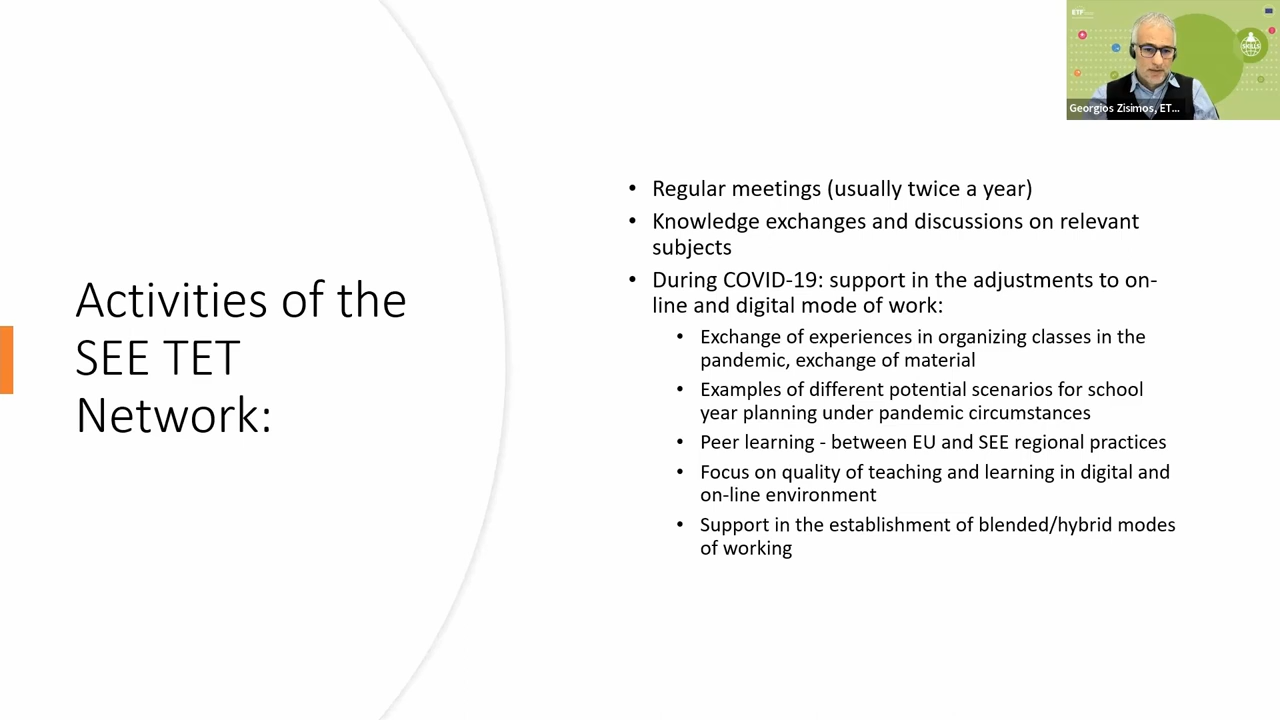 ETF
SKILLS
Georgios Zisimos, ET...
Activities of the
SEE TET
Network:
• Regular meetings (usually twice a year)
• Knowledge exchanges and discussions on relevant
subjects
• During COVID-19: support in the adjustments to on-
line and digital mode of work:
• Exchange of experiences in organizing classes in the
pandemic, exchange of material
• Examples of different potential scenarios for school
year planning under pandemic circumstances
• Peer learning - between EU and SEE regional practices
• Focus on quality of teaching and learning in digital and
on-line environment
• Support in the establishment of blended/hybrid modes
of working